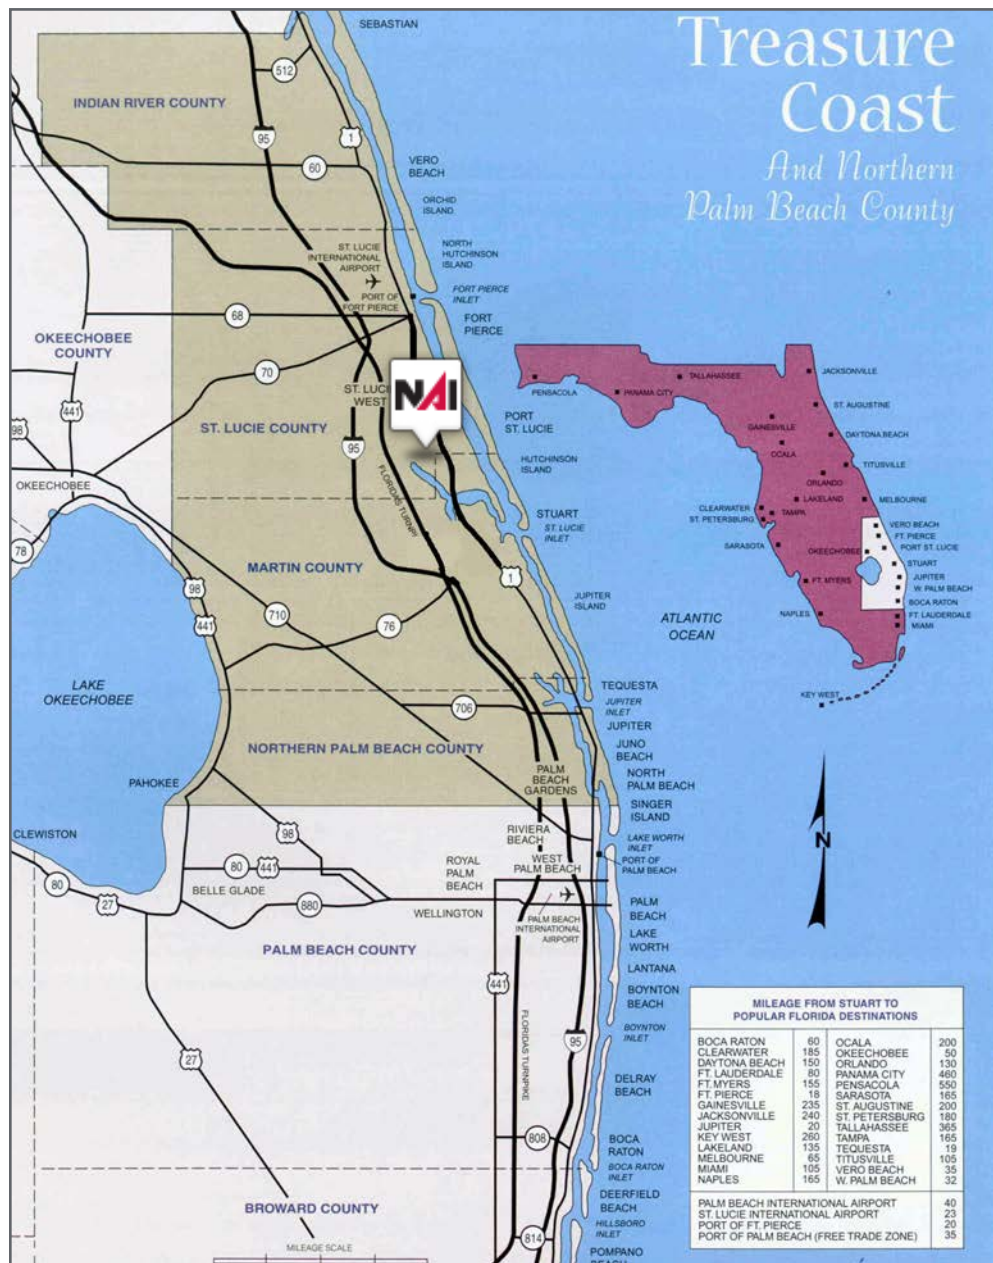 Treasure
Coast
And Northern
Palm Beach County
SEBASTIAN
512
INDIAN RIVER COUNTY
95
1
60
VERO
BEACH
ORCHID
ISLAND
ST. LUCIE
INTERNATIONAL
AIRPORT
NORTH
HUTCHINSON
ISLAND
PORT OF
FORT PIERCE
FORT PIERCE
INLET
68
FORT
PIERCE
OKEECHOBEE
COUNTY
70
441
98
ST. LUCIE
WEST
NAI
ST. LUCIE COUNTY
95
PORT
ST. LUCIE
HUTCHINSON
ISLAND
OKEECHOBEE
FLORIDAS TURNPI
78
STUART
ST. LUCIE
INLET
MARTIN COUNTY
1
98
441
710
76
JUPITER
ISLAND
ATLANTIC
OCEAN
LAKE
OKEECHOBEE
TEQUESTA
JUPITER
INLET
706
JUPITER
NORTHERN PALM BEACH COUNTY
JUNO
BEACH
PAHOKEE
PALM
BEACH
GARDENS
NORTH
PALM BEACH
SINGER
ISLAND
CLEWISTON
98
RIVIERA
BEACH
LAKE WORTH
INLET
PORT OF
PALM BEACH
ROYAL
PALM
BEACH
WEST
PALM BEACH
80
441
80
27
BELLE GLADE
880
WELLINGTON
PALM BEACH
INTERNATIONAL
AIRPORT
PALM
BEACH
LAKE
WORTH
PALM BEACH COUNTY
LANTANA
441
BOYNTON
BEACH
FLORIDAS TURNPIKE
95
BOYNTON
INLET
27
DELRAY
BEACH
808
BOCA
RATON
BOCA RATON
INLET
BROWARD COUNTY
DEERFIELD
BEACH
HILLSBORO
INLET
814
MILEAGE SCALE
POMPANO
BEACH
PENSACOLA
PANAMA CITY
TALLAHASSEE
JACKSONVILLE
ST. AUGUSTINE
GAINESVILLE
OCALA
DAYTONA BEACH
TITUSVILLE
ORLANDO
LAKELAND
MELBOURNE
CLEARWATER
TAMPA
ST. PETERSBURG
SARASOTA
VERO BEACH
FT. PIERCE
PORT ST. LUCIE
OKEECHOBEE
STUART
FT. MYERS
JUPITER
W. PALM BEACH
BOCA RATON
NAPLES
FT. LAUDERDALE
MIAMI
KEY WEST
N
MILEAGE FROM STUART TO
POPULAR FLORIDA DESTINATIONS
BOCA RATON 60 OCALA 200
CLEARWATER 185 OKEECHOBEE 50
DAYTONA BEACH 150 ORLANDO 130
FT. LAUDERDALE 80 PANAMA CITY 460
FT. MYERS 155 PENSACOLA 550
FT. PIERCE 18 SARASOTA 165
GAINESVILLE 235 ST. AUGUSTINE 200
JACKSONVILLE 240 ST. PETERSBURG 180
JUPITER 20 TALLAHASSEE 365
KEY WEST 260 TAMPA 165
LAKELAND 135 TEQUESTA 19
MELBOURNE 65 TITUSVILLE 105
MIAMI 105 VERO BEACH 35
NAPLES 165 W. PALM BEACH 32
PALM BEACH INTERNATIONAL AIRPORT 40
ST. LUCIE INTERNATIONAL AIRPORT 23
PORT OF FT. PIERCE 20
PORT OF PALM BEACH (FREE TRADE ZONE) 35